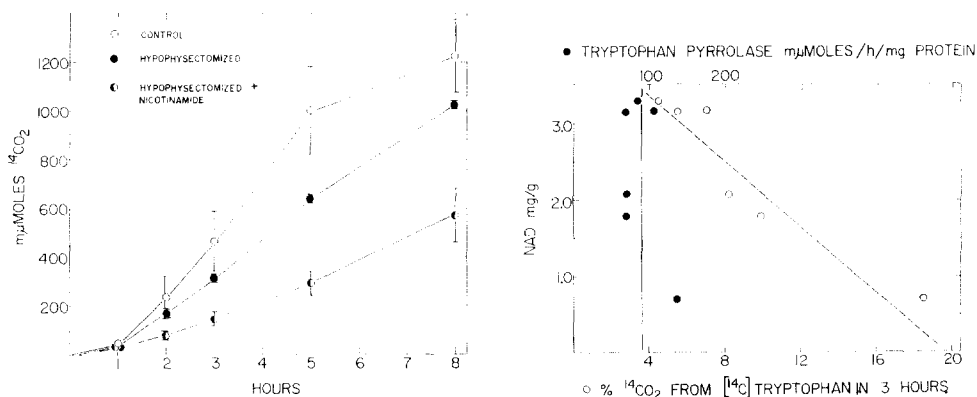 CONTROL
HYPOPHYSECTOMIZED
HYPOPHYSECTOMIZED +
NICOTINAMIDE
mμMOLES ¹⁴CO₂
1200
1000
800
600
400
200
1 2 3 4 5 6 7 8
HOURS
TRYPTOPHAN PYRROLASE mμMOLES/h/mg PROTEIN
100 200
NAD mg/g
3.0
2.0
1.0
4 8 12 16 20
% ¹⁴CO₂ FROM [¹⁴C]TRYPTOPHAN IN 3 HOURS